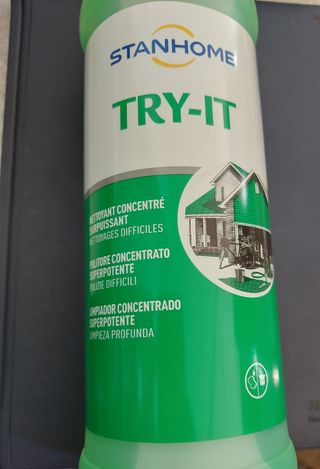 STANHOME
TRY-IT
NETTOYANT CONCENTRÉ
SURPUISSANT
NETTOYAGES DIFFICILES
PULITORE CONCENTRATO
SUPERPOTENTE
PULIZIE DIFFICILI
LIMPIADOR CONCENTRADO
SUPERPOTENTE
LIMPIEZA PROFUNDA